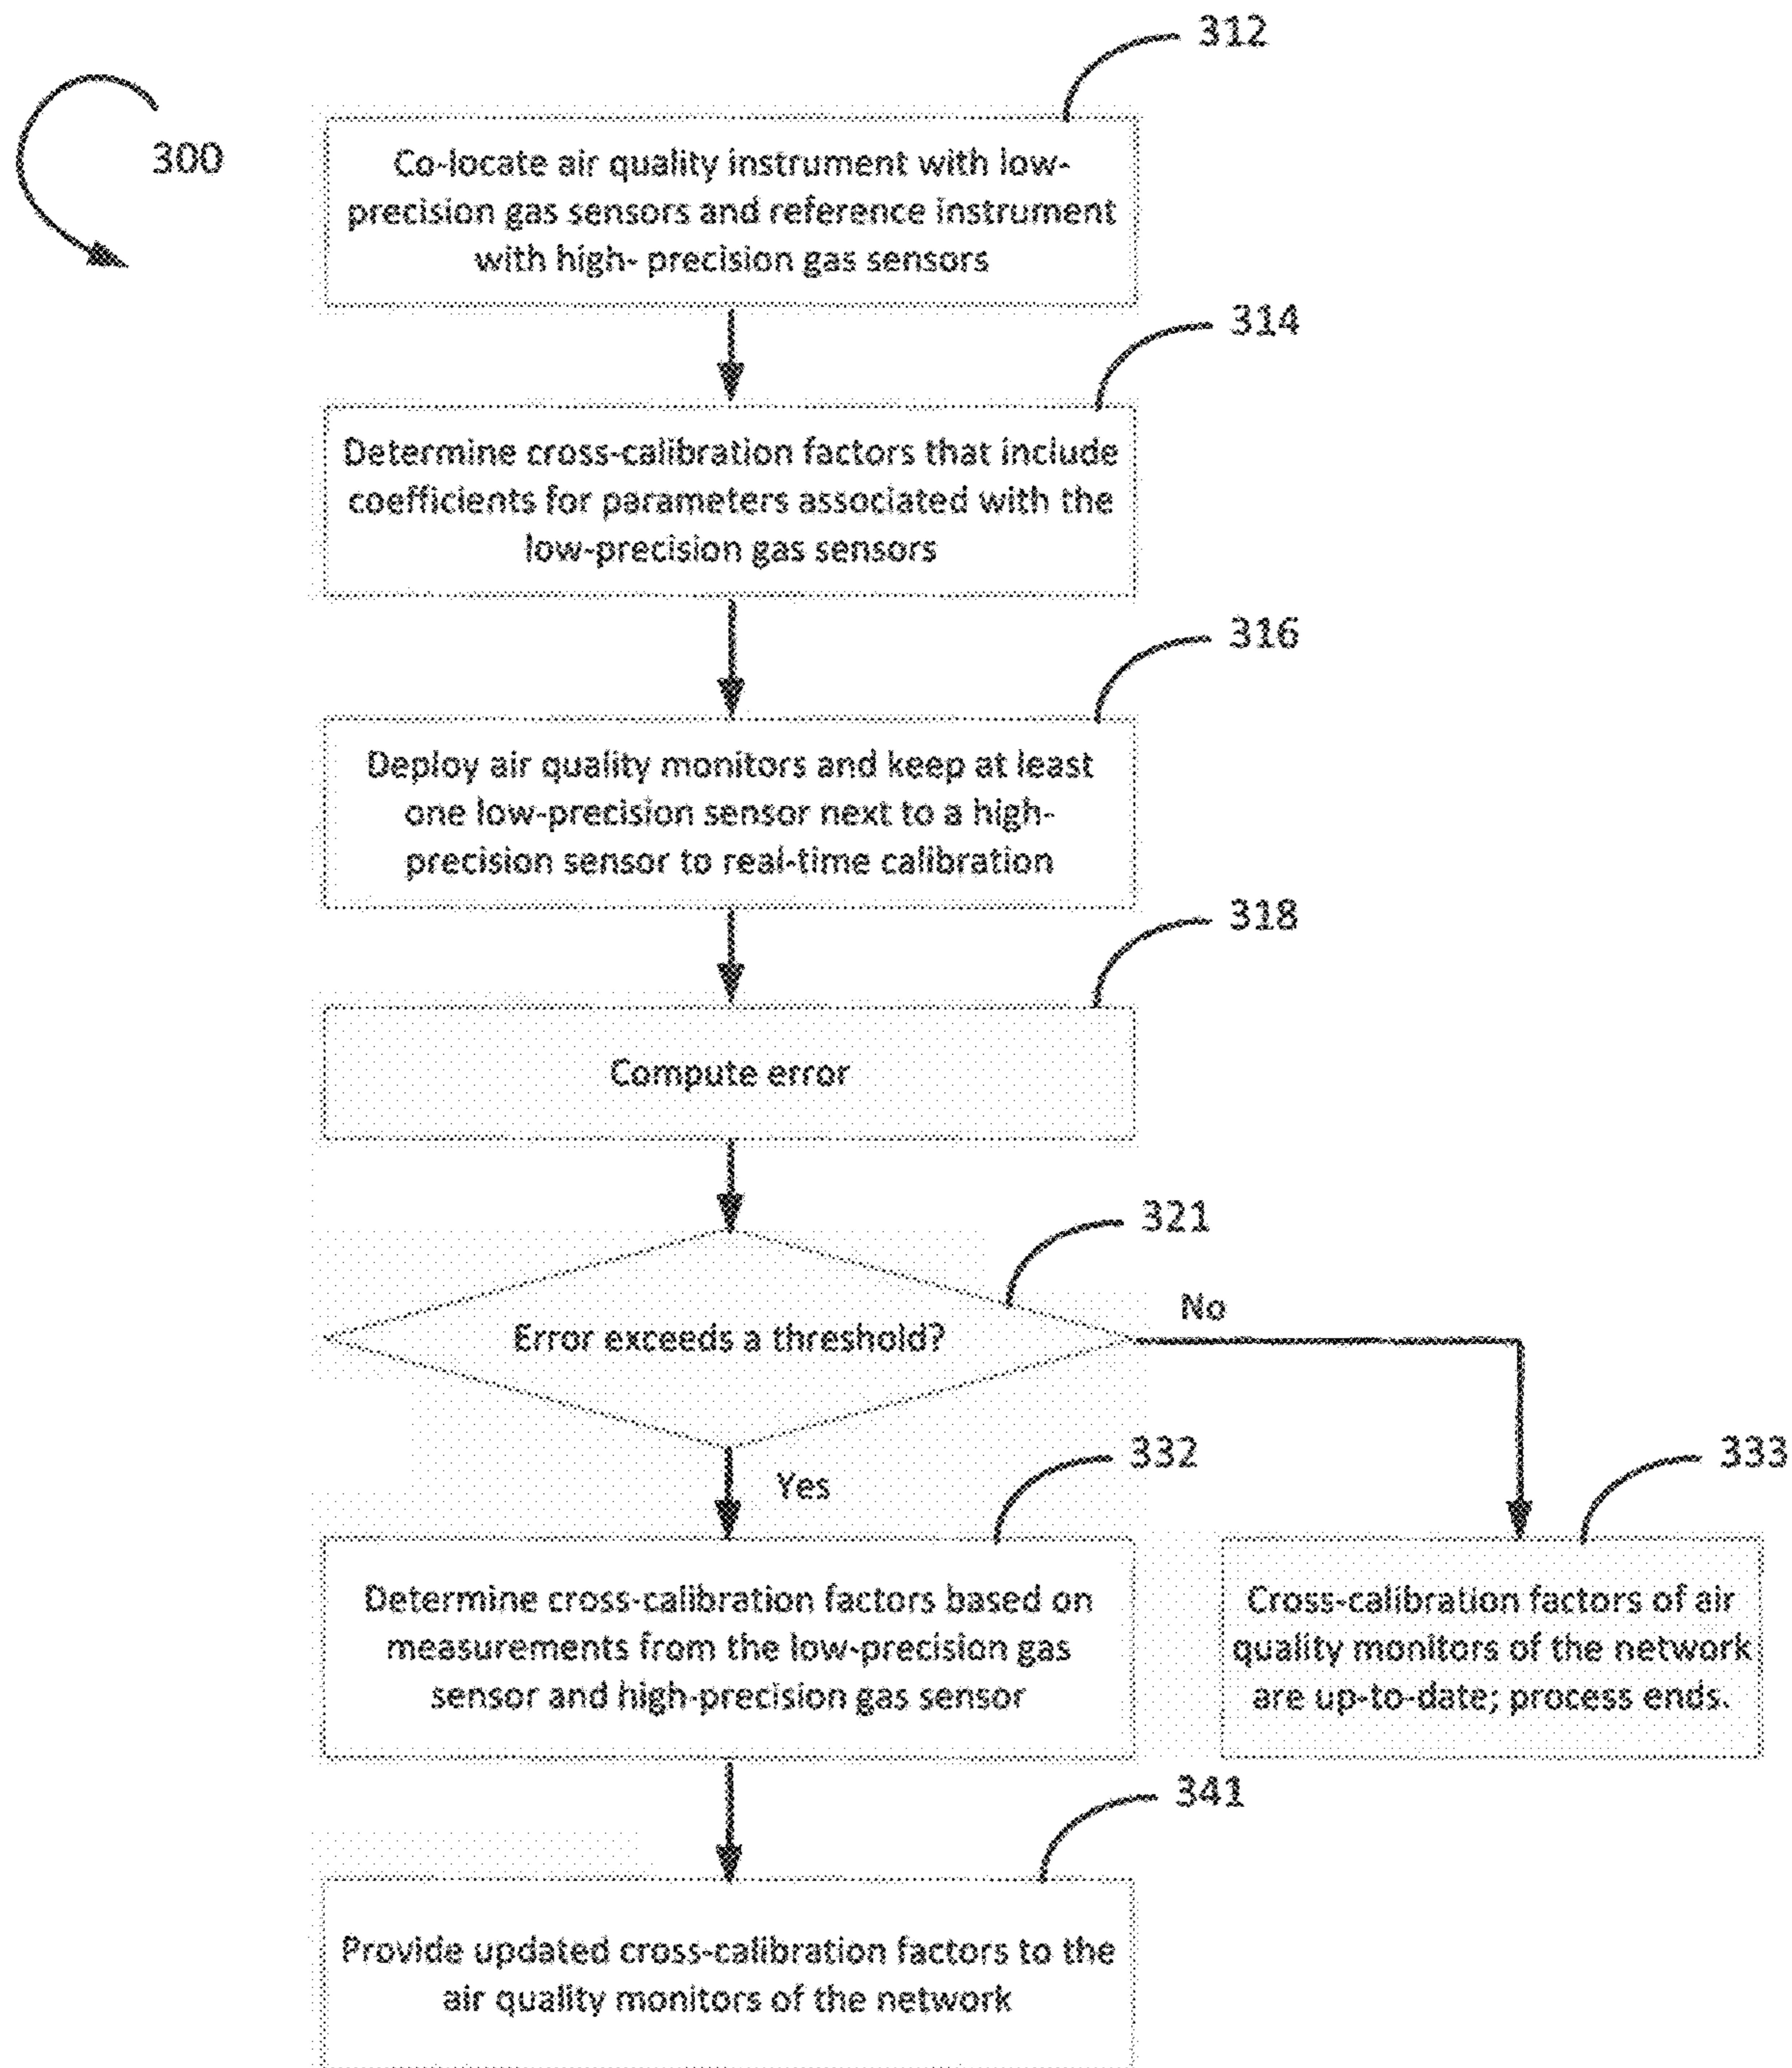 312
300
Co-locate air quality instrument with low-
precision gas sensors and reference instrument
with high- precision gas sensors
314
Determine cross-calibration factors that include
coefficients for parameters associated with the
low-precision gas sensors
316
Deploy air quality monitors and keep at least
one low-precision sensor next to a high-
precision sensor to real-time calibration
318
Compute error
321
Error exceeds a threshold?
No
Yes
332
333
Determine cross-calibration factors based on
measurements from the low-precision gas
sensor and high-precision gas sensor
Cross-calibration factors of air
quality monitors of the network
are up-to-date; process ends.
341
Provide updated cross-calibration factors to the
air quality monitors of the network